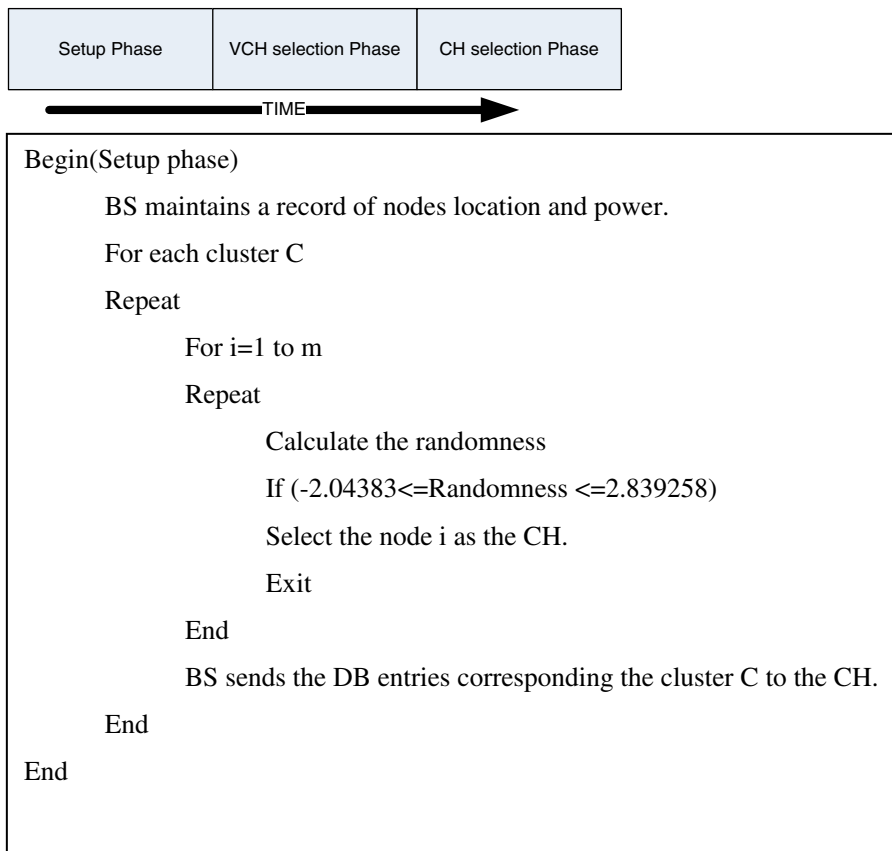 Setup Phase
VCH selection Phase
CH selection Phase
TIME
Begin(Setup phase)
BS maintains a record of nodes location and power.
For each cluster C
Repeat
For i=1 to m
Repeat
Calculate the randomness
If (-2.04383<=Randomness <=2.839258)
Select the node i as the CH.
Exit
End
BS sends the DB entries corresponding the cluster C to the CH.
End
End